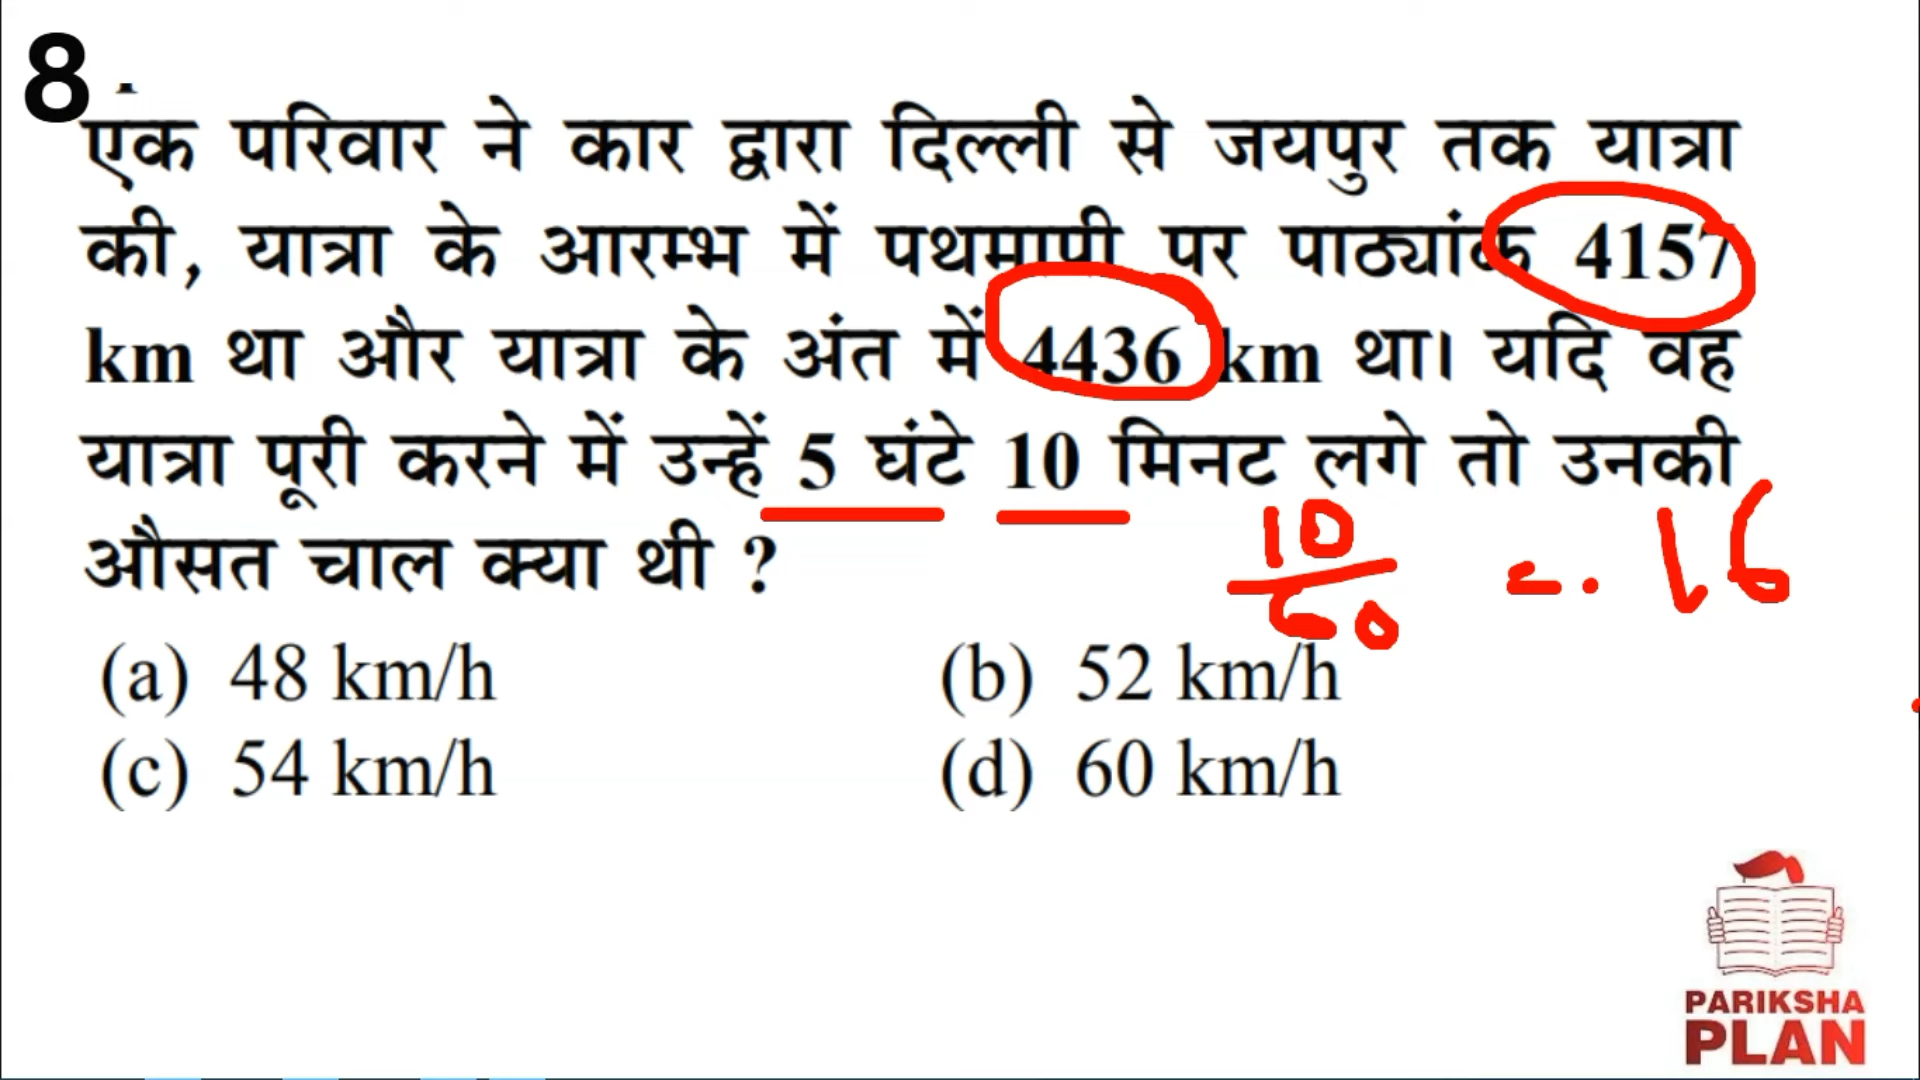 8
एक परिवार ने कार द्वारा दिल्ली से जयपुर तक यात्रा
की, यात्रा के आरम्भ में पथमापी पर पाठ्यांक 4157
km था और यात्रा के अंत में 4436 km था। यदि वह
यात्रा पूरी करने में उन्हें 5 घंटे 10 मिनट लगे तो उनकी
औसत चाल क्या थी ?
10/60 = .16
(a) 48 km/h (b) 52 km/h
(c) 54 km/h (d) 60 km/h
PARIKSHA
PLAN